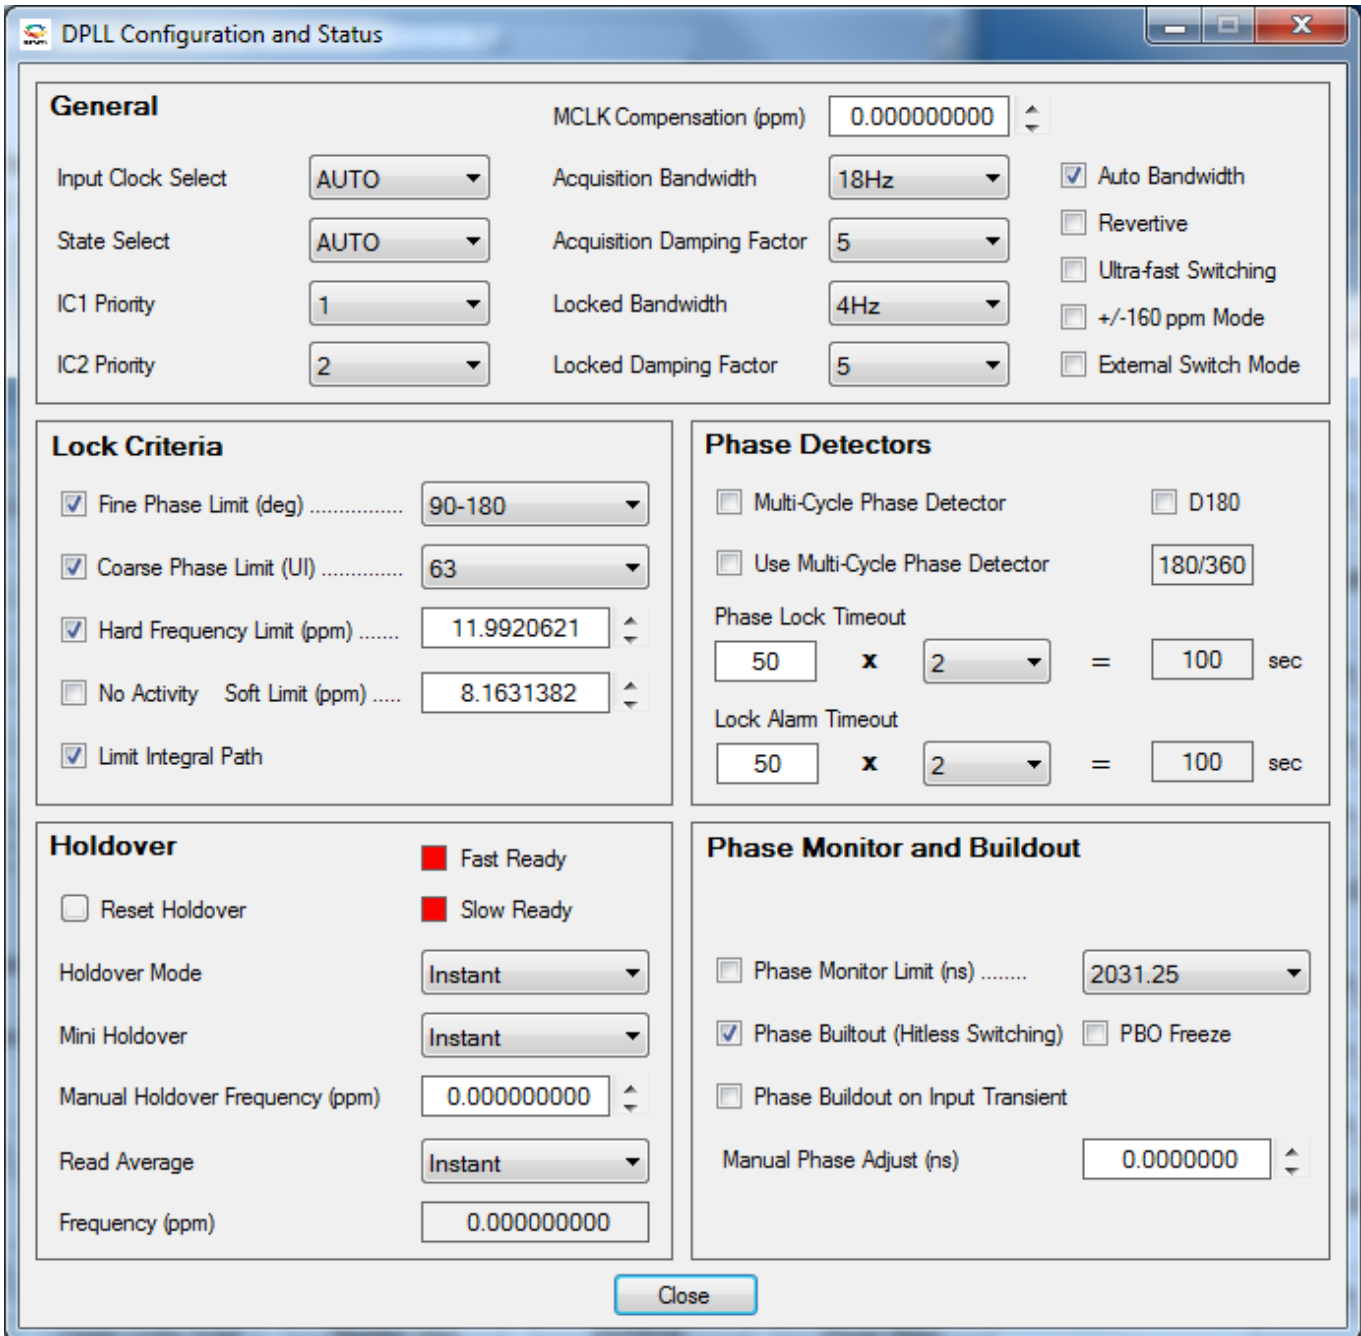 DPLL Configuration and Status
General
MCLK Compensation (ppm) 0.000000000
Input Clock Select AUTO Acquisition Bandwidth 18Hz Auto Bandwidth
State Select AUTO Acquisition Damping Factor 5 Revertive
Ultra-fast Switching
IC1 Priority 1 Locked Bandwidth 4Hz +/-160 ppm Mode
IC2 Priority 2 Locked Damping Factor 5 External Switch Mode
Lock Criteria
Fine Phase Limit (deg) ................ 90-180
Coarse Phase Limit (UI) .............. 63
Hard Frequency Limit (ppm) ....... 11.9920621
No Activity Soft Limit (ppm) ..... 8.1631382
Limit Integral Path
Phase Detectors
Multi-Cycle Phase Detector D180
Use Multi-Cycle Phase Detector 180/360
Phase Lock Timeout
50 x 2 = 100 sec
Lock Alarm Timeout
50 x 2 = 100 sec
Holdover
Fast Ready
Reset Holdover Slow Ready
Holdover Mode Instant
Mini Holdover Instant
Manual Holdover Frequency (ppm) 0.000000000
Read Average Instant
Frequency (ppm) 0.000000000
Phase Monitor and Buildout
Phase Monitor Limit (ns) ........ 2031.25
Phase Builtout (Hitless Switching) PBO Freeze
Phase Buildout on Input Transient
Manual Phase Adjust (ns) 0.0000000
Close